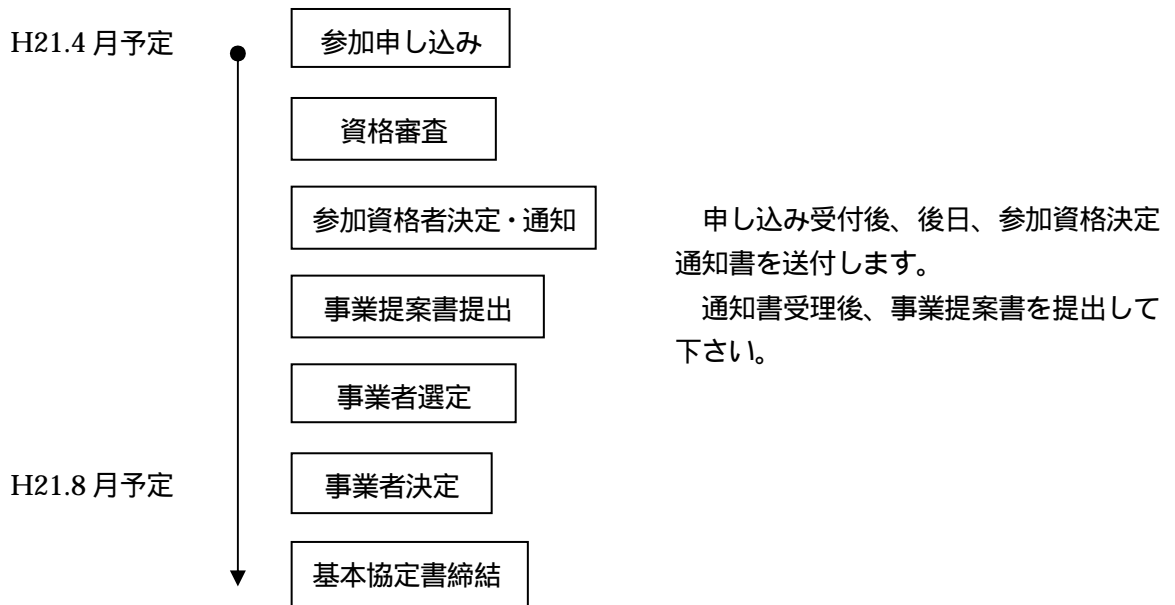 H21.4 月予定
参加申し込み
資格審査
参加資格者決定・通知
申し込み受付後、後日、参加資格決定
通知書を送付します。
通知書受理後、事業提案書を提出して
下さい。
事業提案書提出
事業者選定
H21.8 月予定
事業者決定
基本協定書締結